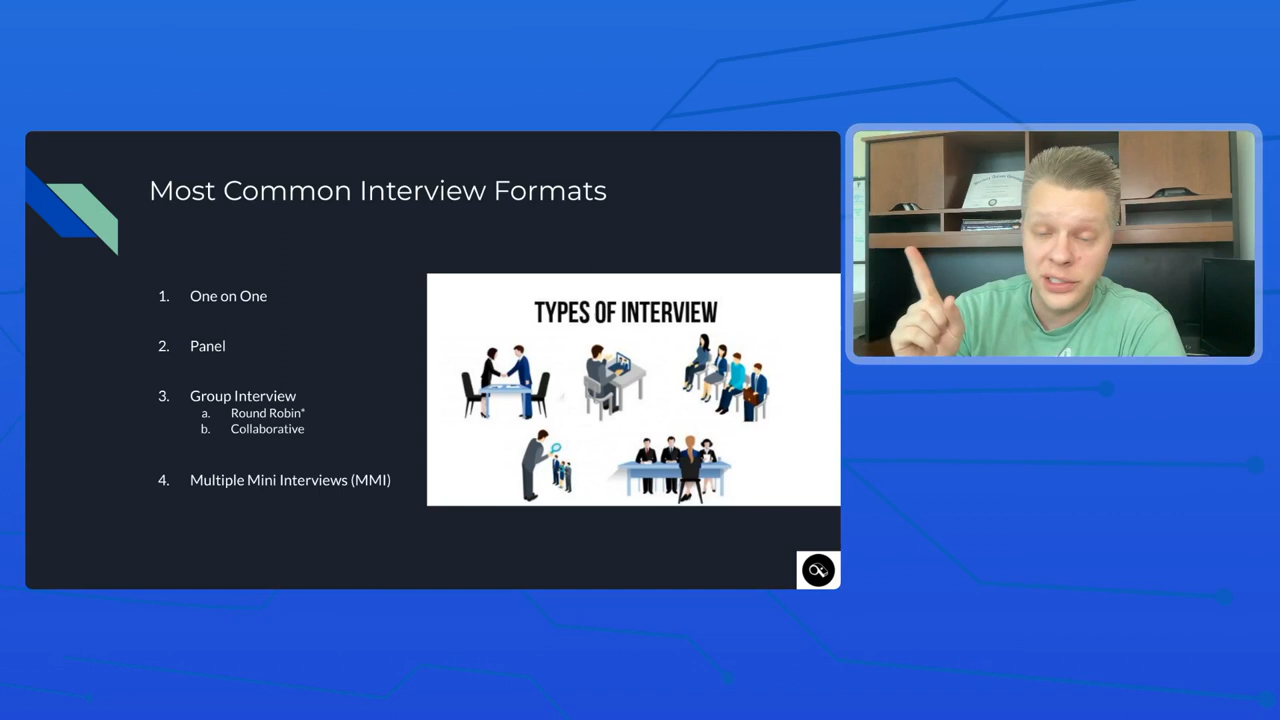 Most Common Interview Formats
1. One on One
2. Panel
3. Group Interview
a. Round Robin*
b. Collaborative
4. Multiple Mini Interviews (MMI)
TYPES OF INTERVIEW